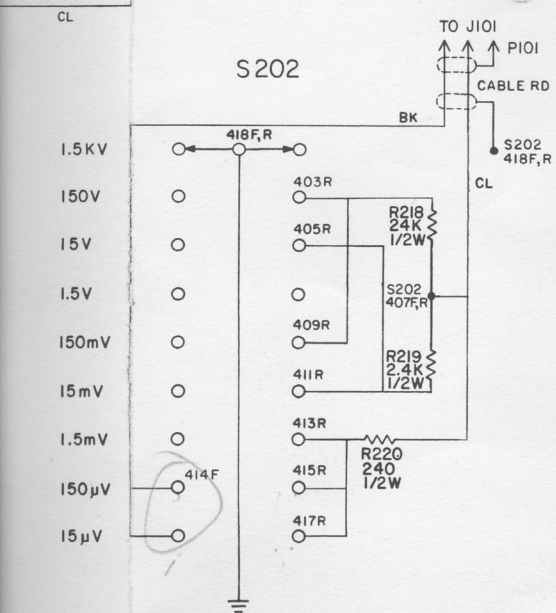 CL
TO J101
P101
S202
CABLE RD
BK
418F,R
S202
418F,R
1.5KV
CL
403R
150V
R218
24K
1/2W
405R
15V
S202
407F,R
1.5V
409R
150mV
R219
2.4K
1/2W
411R
15mV
413R
1.5mV
R220
240
1/2W
414F
415R
150µV
417R
15µV